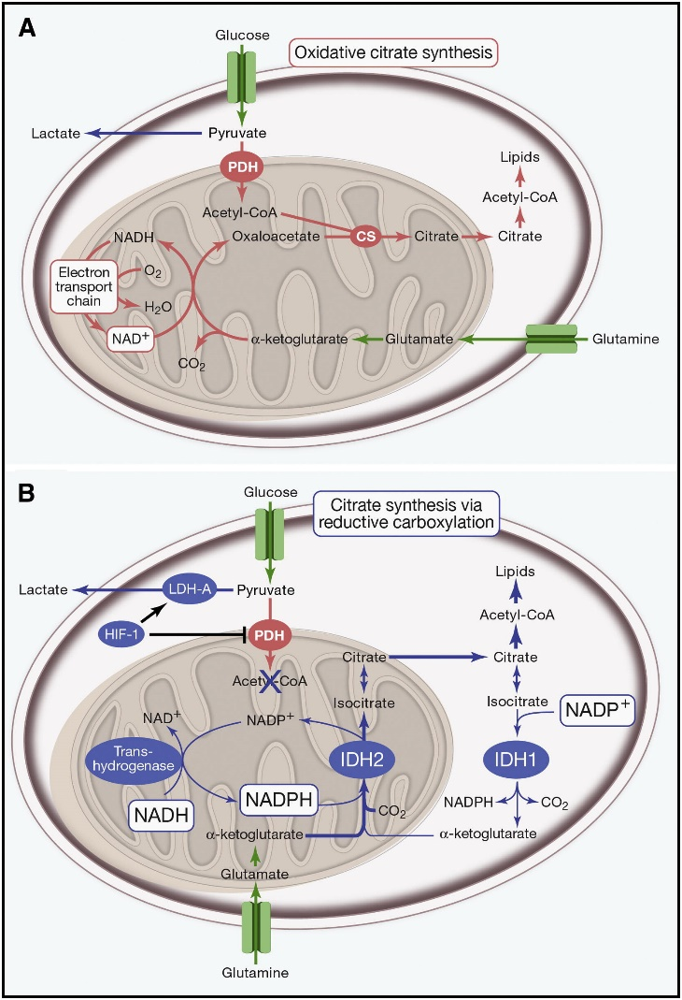 A
Glucose
Oxidative citrate synthesis
Lactate
Pyruvate
PDH
Lipids
Acetyl-CoA
Acetyl-CoA
NADH
Oxaloacetate
CS
Citrate
Citrate
Electron
transport
chain
O2
H2O
NAD+
CO2
α-ketoglutarate
Glutamate
Glutamine
B
Glucose
Citrate synthesis via
reductive carboxylation
Lactate
LDH-A
Pyruvate
Lipids
HIF-1
PDH
Acetyl-CoA
Acetyl-CoA
Citrate
Citrate
Isocitrate
Isocitrate
NADP+
NAD+
NADP+
Trans-
hydrogenase
IDH2
IDH1
NADH
NADPH
CO2
NADPH
CO2
α-ketoglutarate
α-ketoglutarate
Glutamate
Glutamine